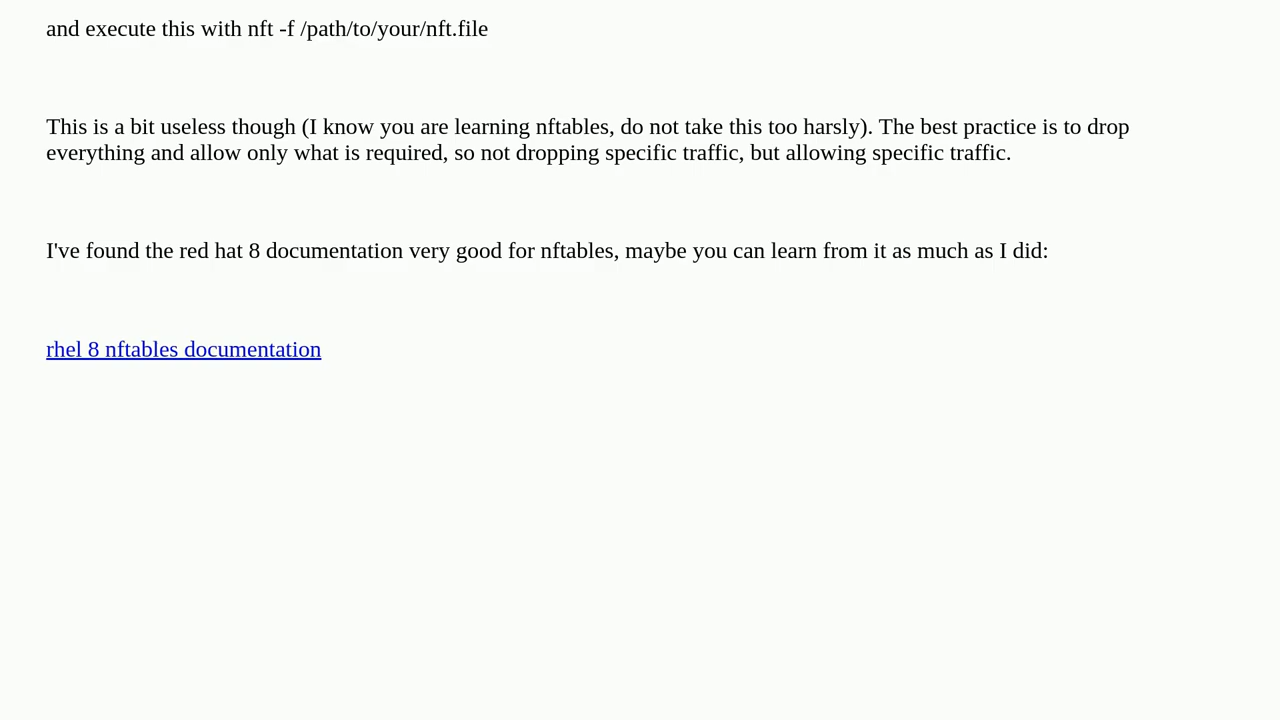 and execute this with nft -f /path/to/your/nft.file
This is a bit useless though (I know you are learning nftables, do not take this too harsly). The best practice is to drop
everything and allow only what is required, so not dropping specific traffic, but allowing specific traffic.
I've found the red hat 8 documentation very good for nftables, maybe you can learn from it as much as I did:
rhel 8 nftables documentation